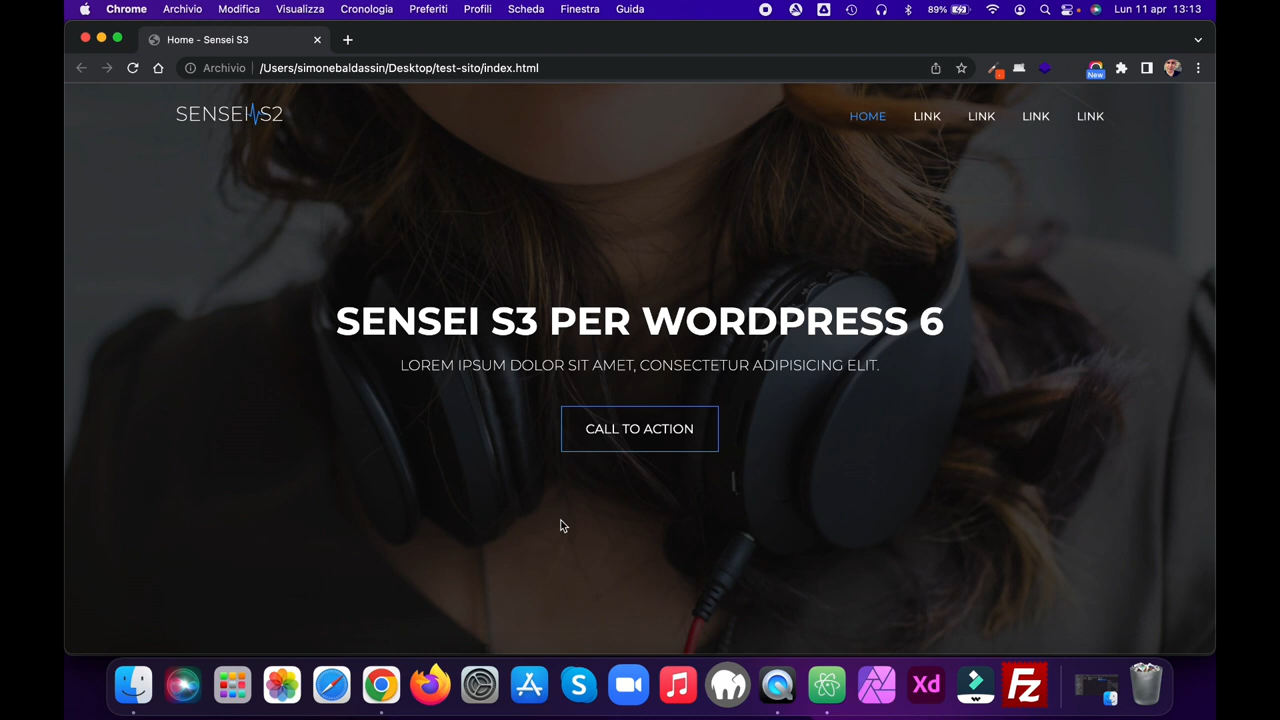 Chrome Archivio Modifica Visualizza Cronologia Preferiti Profili Scheda Finestra Guida 89% Lun 11 apr 13:13
Home - Sensei S3
Archivio /Users/simonebaldassin/Desktop/test-sito/index.html
New
SENSEI S2 HOME LINK LINK LINK LINK
SENSEI S3 PER WORDPRESS 6
LOREM IPSUM DOLOR SIT AMET, CONSECTETUR ADIPISICING ELIT.
CALL TO ACTION
Xd
Fz